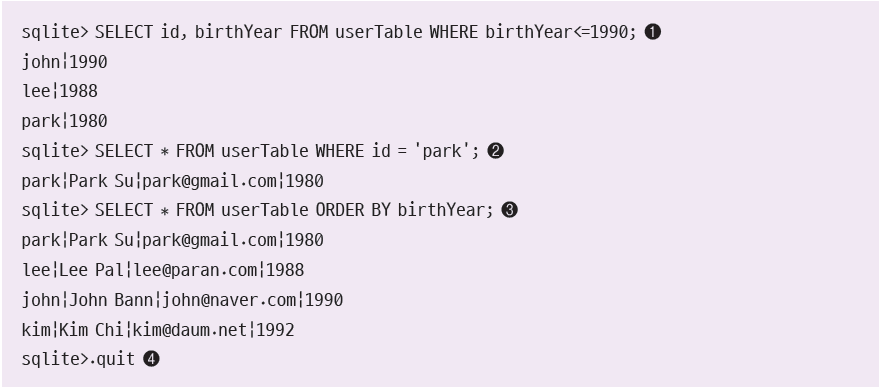 sqlite> SELECT id, birthYear FROM userTable WHERE birthYear<=1990; ❶
john¦1990
lee¦1988
park¦1980
sqlite> SELECT * FROM userTable WHERE id = 'park'; ❷
park¦Park Su¦park@gmail.com¦1980
sqlite> SELECT * FROM userTable ORDER BY birthYear; ❸
park¦Park Su¦park@gmail.com¦1980
lee¦Lee Pal¦lee@paran.com¦1988
john¦John Bann¦john@naver.com¦1990
kim¦Kim Chi¦kim@daum.net¦1992
sqlite>.quit ❹